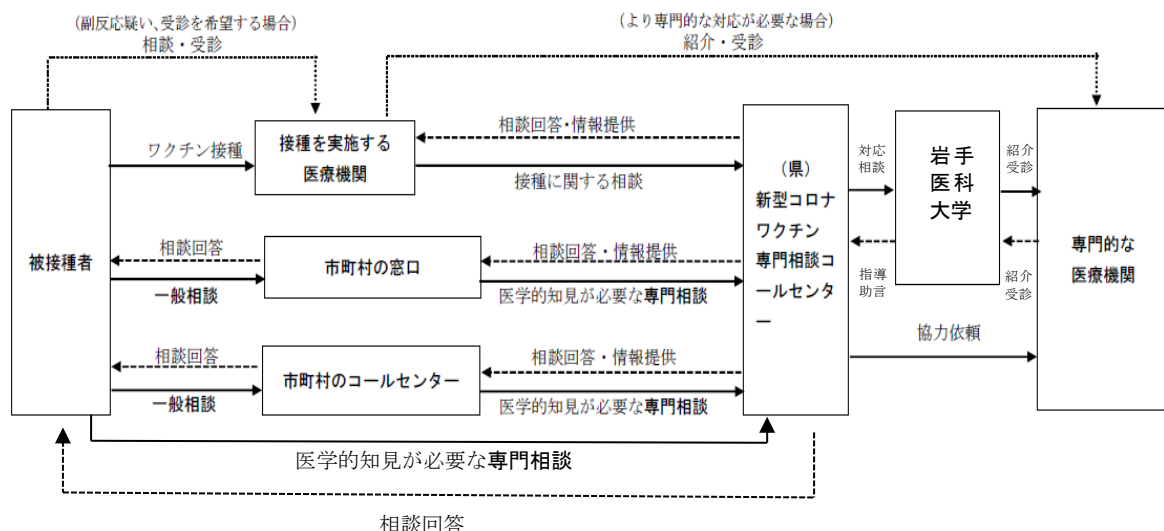 (副反応疑い、受診を希望する場合)
相談・受診
(より専門的な対応が必要な場合)
紹介・受診
被接種者
ワクチン接種
接種を実施する
医療機関
相談回答・情報提供
接種に関する相談
相談回答
一般相談
市町村の窓口
相談回答・情報提供
医学的知見が必要な専門相談
相談回答
一般相談
市町村のコールセンター
相談回答・情報提供
医学的知見が必要な専門相談
(県)
新型コロナ
ワクチン
専門相談コ
ールセンタ
ー
対応
相談
指導
助言
岩手
医科
大学
紹介
受診
紹介
受診
協力依頼
専門的な
医療機関
医学的知見が必要な専門相談
相談回答